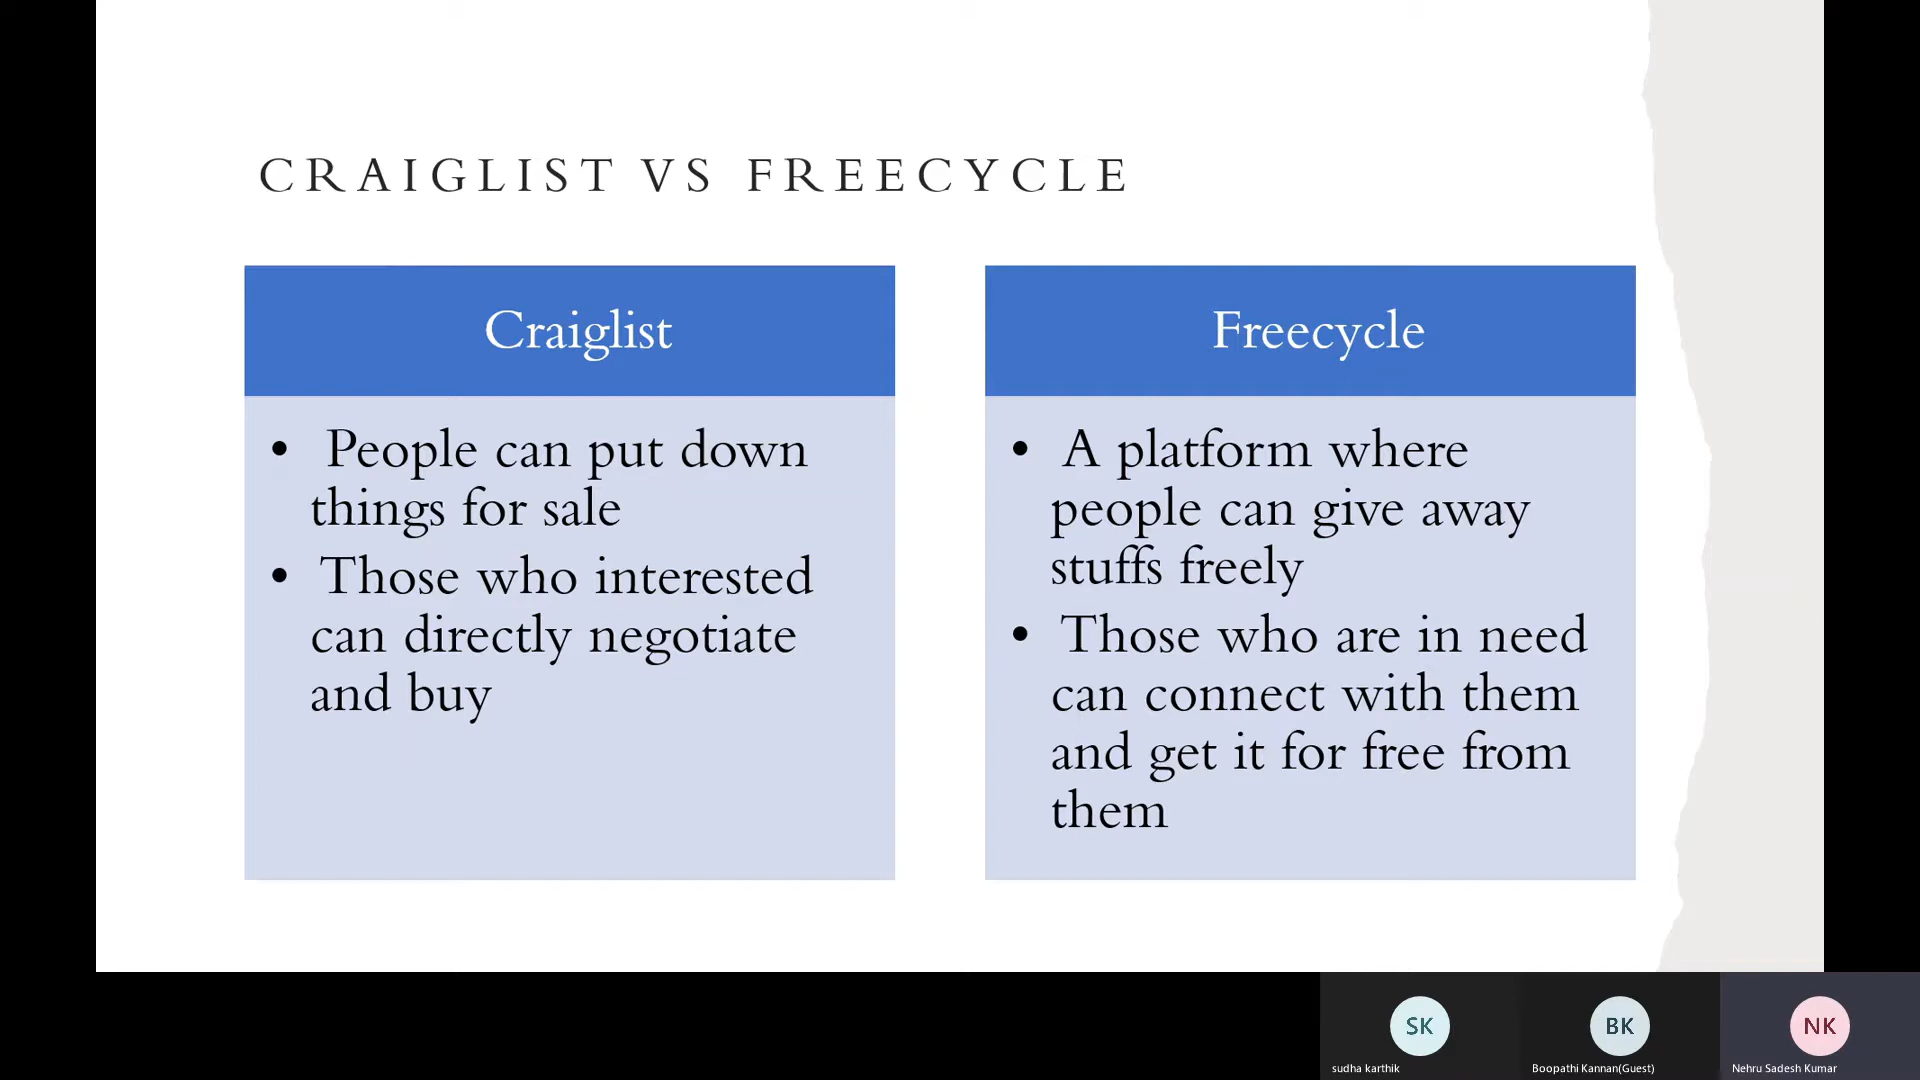 CRAIGLIST VS FREECYCLE
Craiglist
• People can put down
things for sale
• Those who interested
can directly negotiate
and buy
Freecycle
• A platform where
people can give away
stuffs freely
• Those who are in need
can connect with them
and get it for free from
them
SK
sudha karthik
BK
Boopathi Kannan(Guest)
NK
Nehru Sadesh Kumar